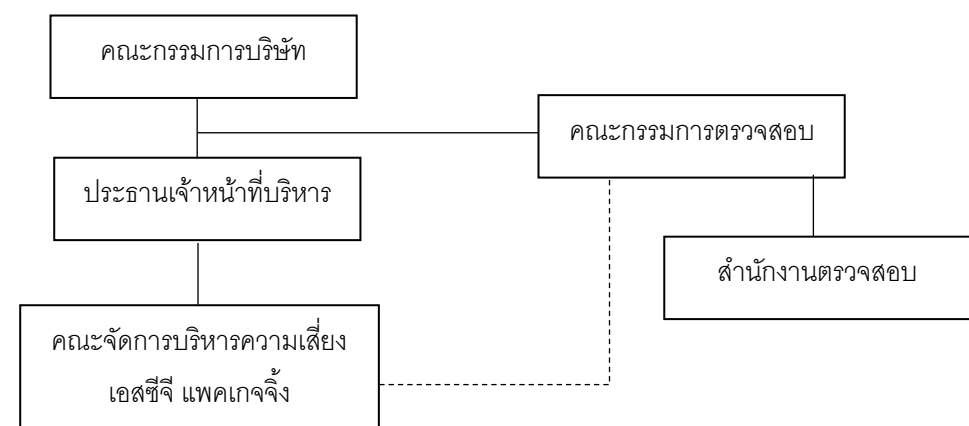 คณะกรรมการบริษัท
คณะกรรมการตรวจสอบ
ประธานเจ้าหน้าที่บริหาร
สำนักงานตรวจสอบ
คณะจัดการบริหารความเสี่ยง
เอสซีจี แพคเกจจิ้ง